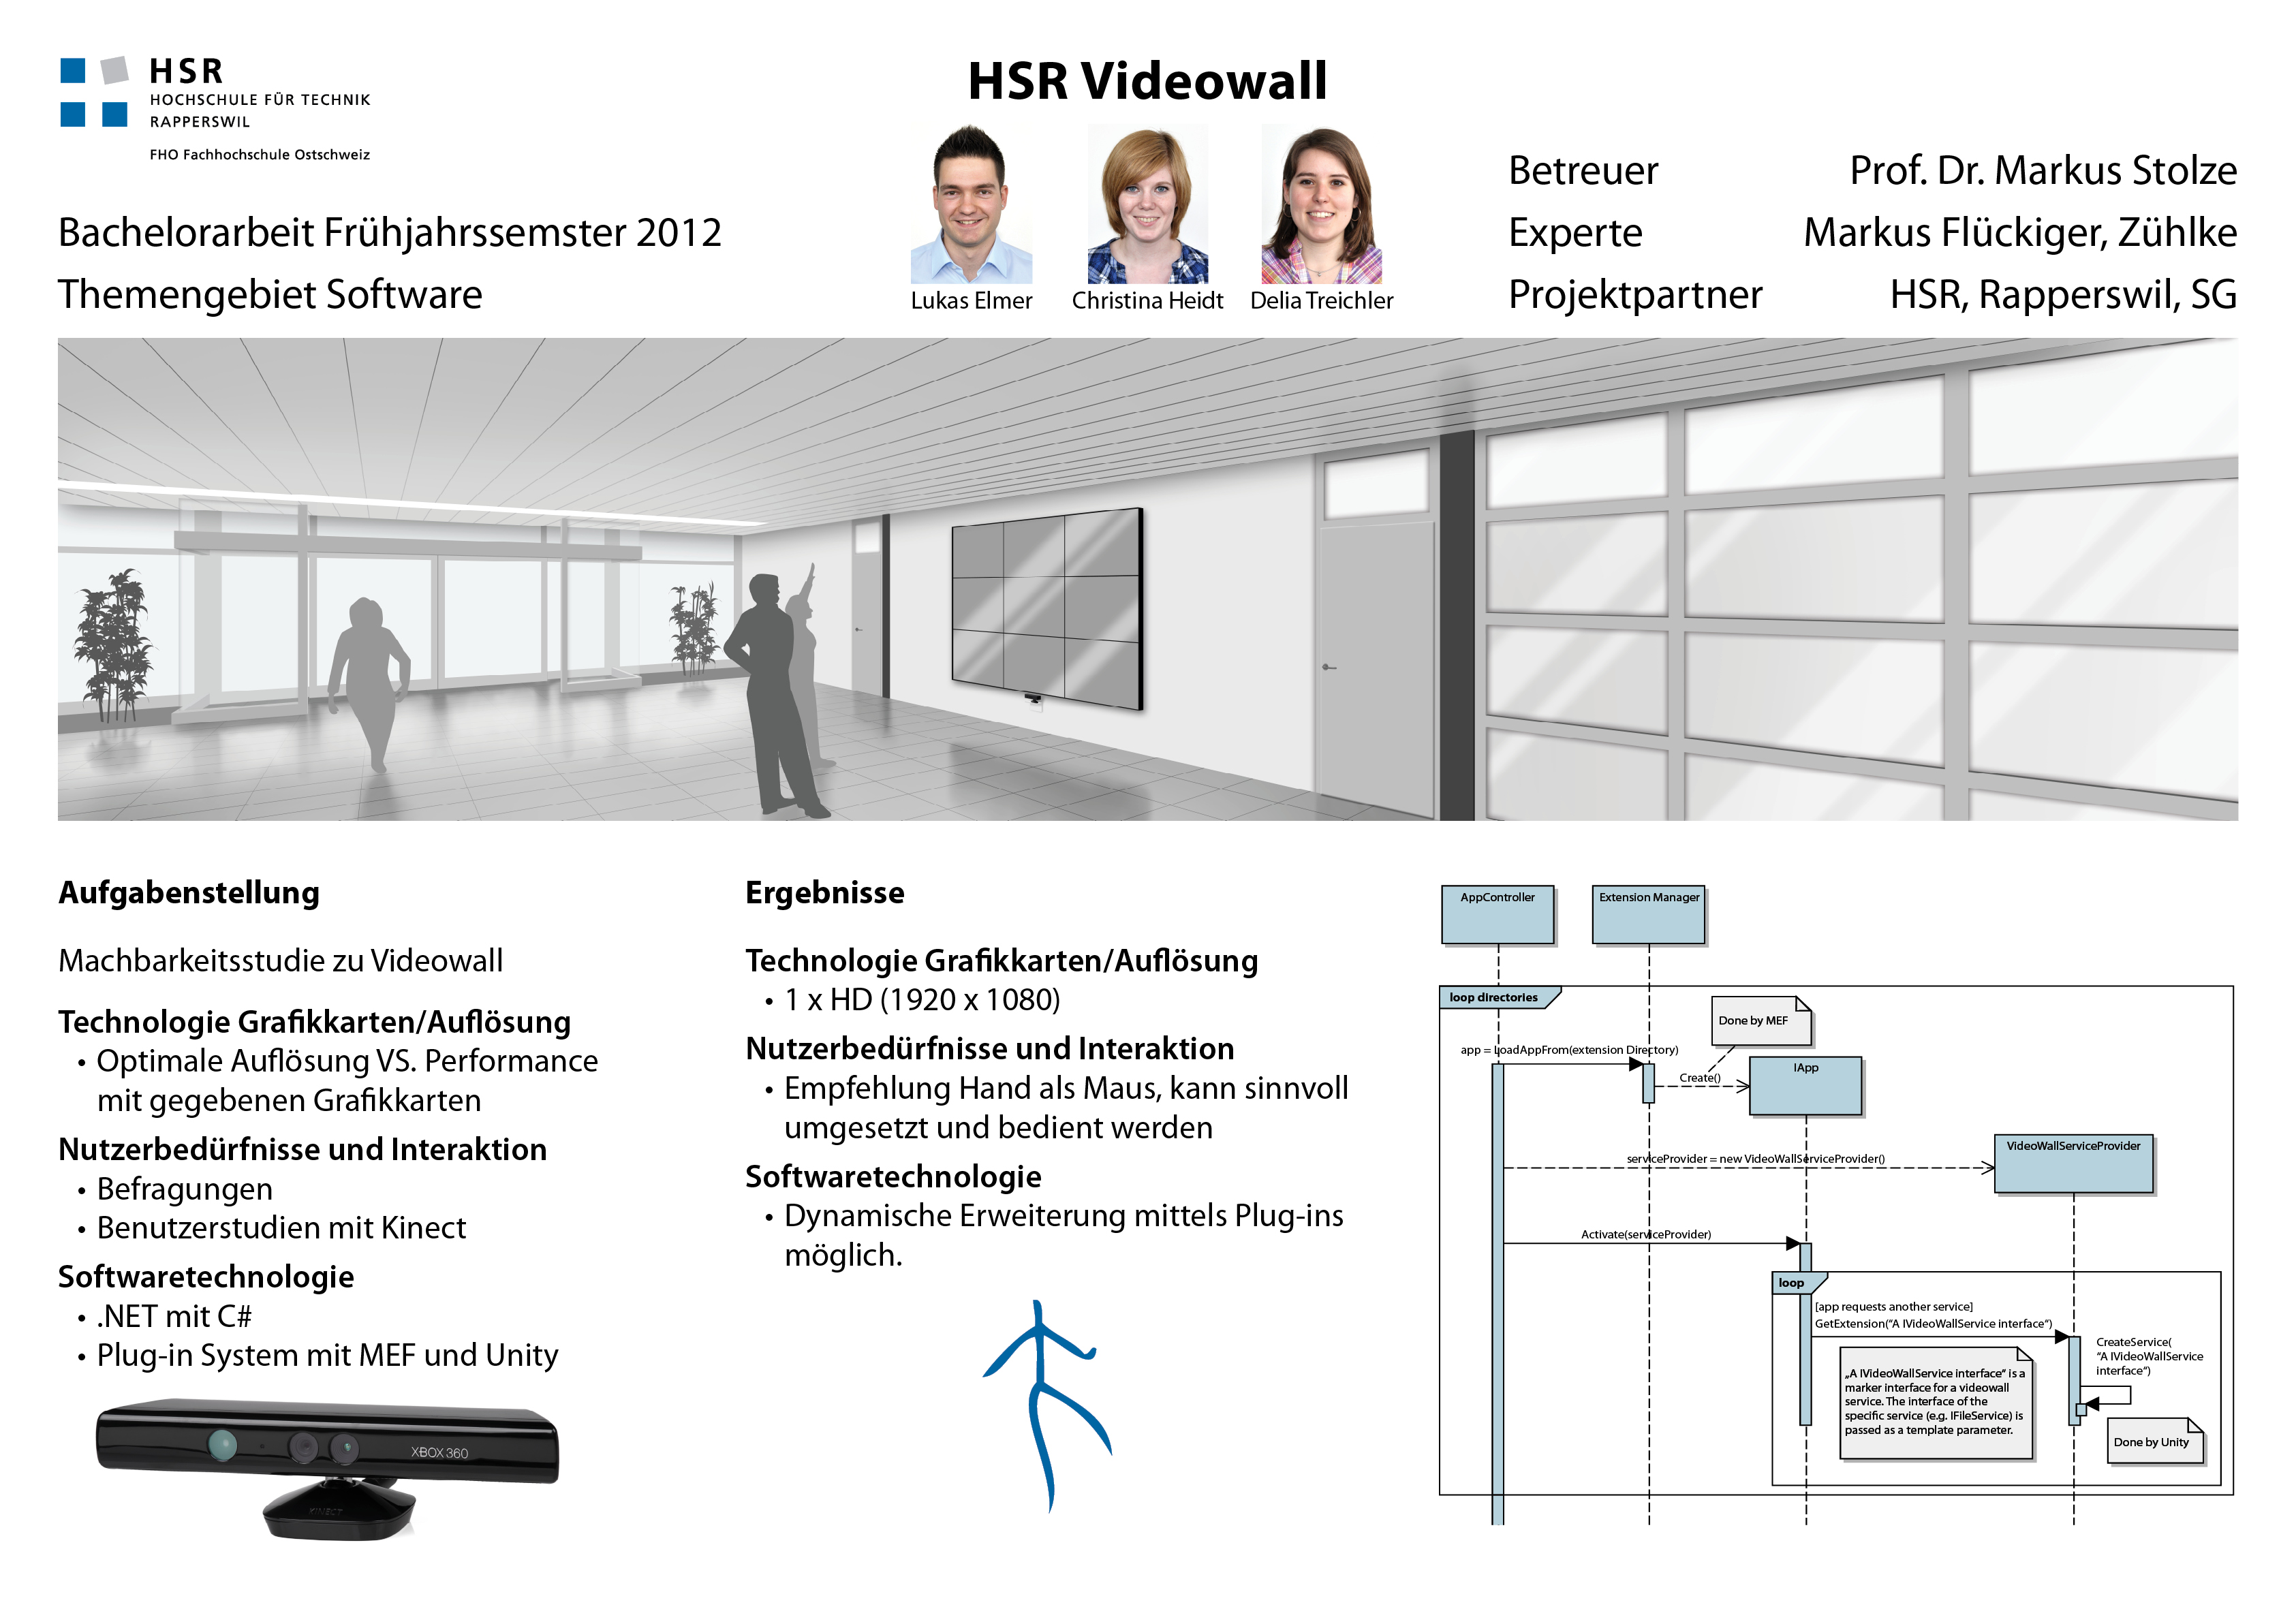 HSR
HOCHSCHULE FÜR TECHNIK
RAPPERSWIL
FHO Fachhochschule Ostschweiz
HSR Videowall
Bachelorarbeit Frühjahrssemster 2012
Themengebiet Software
Lukas Elmer
Christina Heidt
Delia Treichler
Betreuer Prof. Dr. Markus Stolze
Experte Markus Flückiger, Zühlke
Projektpartner HSR, Rapperswil, SG
Aufgabenstellung
Machbarkeitsstudie zu Videowall
Technologie Grafikkarten/Auflösung
• Optimale Auflösung VS. Performance
mit gegebenen Grafikkarten
Nutzerbedürfnisse und Interaktion
• Befragungen
• Benutzerstudien mit Kinect
Softwaretechnologie
• .NET mit C#
• Plug-in System mit MEF und Unity
XBOX 360
KINECT
Ergebnisse
Technologie Grafikkarten/Auflösung
• 1 x HD (1920 x 1080)
Nutzerbedürfnisse und Interaktion
• Empfehlung Hand als Maus, kann sinnvoll
umgesetzt und bedient werden
Softwaretechnologie
• Dynamische Erweiterung mittels Plug-ins
möglich.
AppController
Extension Manager
loop directories
Done by MEF
app = LoadAppFrom(extension Directory)
Create()
IApp
VideoWallServiceProvider
serviceProvider = new VideoWallServiceProvider()
Activate(serviceProvider)
loop
[app requests another service]
GetExtension("A IVideoWallService interface")
CreateService(
"A IVideoWallService
interface")
„A IVideoWallService interface" is a
marker interface for a videowall
service. The interface of the
specific service (e.g. IFileService) is
passed as a template parameter.
Done by Unity